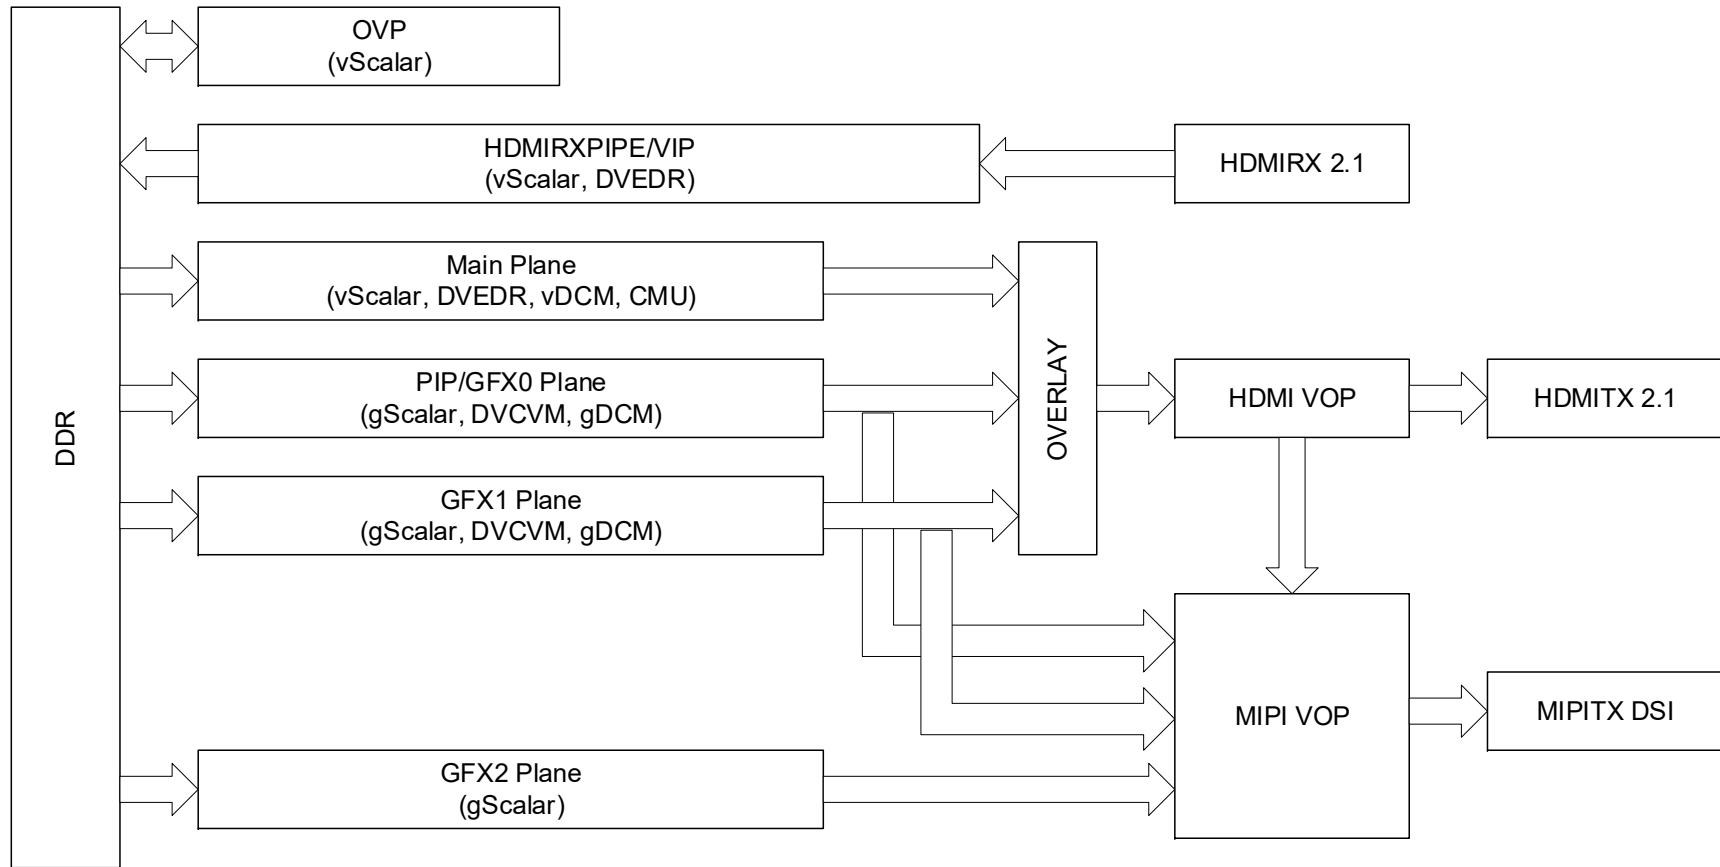 DDR
OVP
(vScalar)
HDMIRXPIPE/VIP
(vScalar, DVEDR)
HDMIRX 2.1
Main Plane
(vScalar, DVEDR, vDCM, CMU)
OVERLAY
PIP/GFX0 Plane
(gScalar, DVCVM, gDCM)
HDMI VOP
HDMITX 2.1
GFX1 Plane
(gScalar, DVCVM, gDCM)
MIPI VOP
MIPITX DSI
GFX2 Plane
(gScalar)